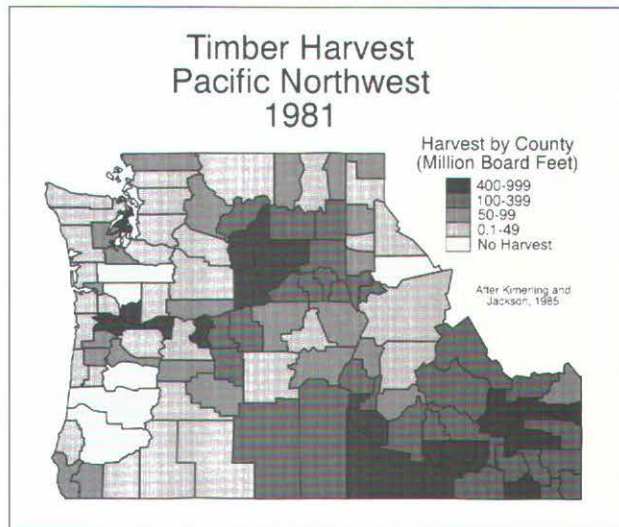 Timber Harvest
Pacific Northwest
1981
Harvest by County
(Million Board Feet)
400-999
100-399
50-99
0.1-49
No Harvest
After Kimerling and
Jackson, 1985